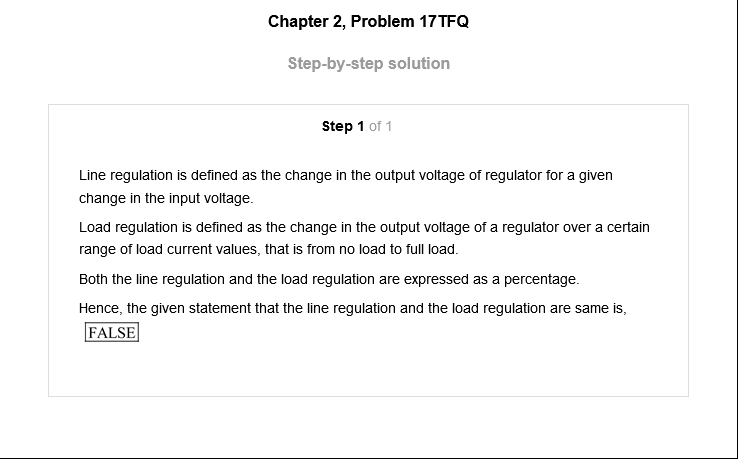 Chapter 2, Problem 17TFQ
Step-by-step solution
Step 1 of 1
Line regulation is defined as the change in the output voltage of regulator for a given
change in the input voltage.
Load regulation is defined as the change in the output voltage of a regulator over a certain
range of load current values, that is from no load to full load.
Both the line regulation and the load regulation are expressed as a percentage.
Hence, the given statement that the line regulation and the load regulation are same is,
FALSE